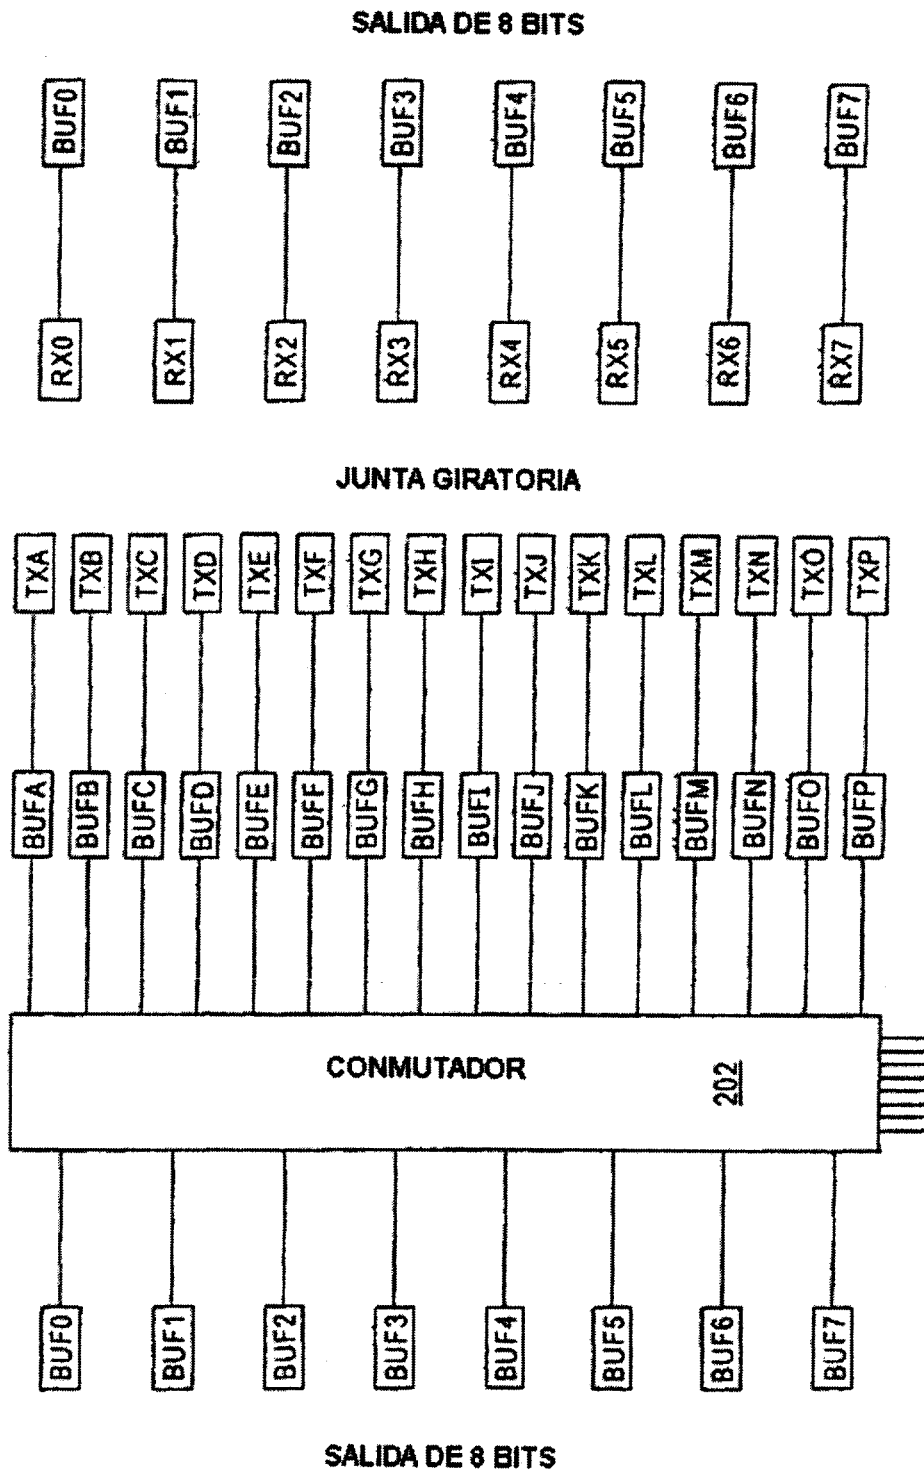 SALIDA DE 8 BITS
BUF0 BUF1 BUF2 BUF3 BUF4 BUF5 BUF6 BUF7
RX0 RX1 RX2 RX3 RX4 RX5 RX6 RX7
JUNTA GIRATORIA
TXA TXB TXC TXD TXE TXF TXG TXH TXI TXJ TXK TXL TXM TXN TXO TXP
BUFA BUFB BUFC BUFD BUFE BUFF BUFG BUFH BUFI BUFJ BUFK BUFL BUFM BUFN BUFO BUFP
CONMUTADOR
202
BUF0 BUF1 BUF2 BUF3 BUF4 BUF5 BUF6 BUF7
SALIDA DE 8 BITS